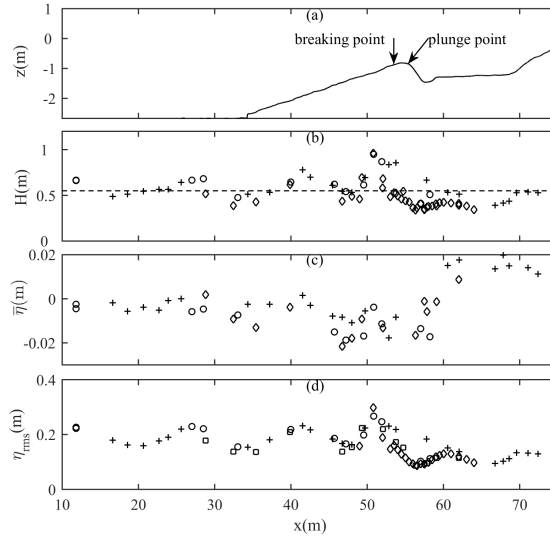 (a)
1
0
-1
-2
z(m)
breaking point
plunge point
(b)
1
0.5
0
H(m)
(c)
0.02
0
-0.02
η̅(m)
(d)
0.4
0.2
0
ηrms(m)
10 20 30 40 50 60 70
x(m)